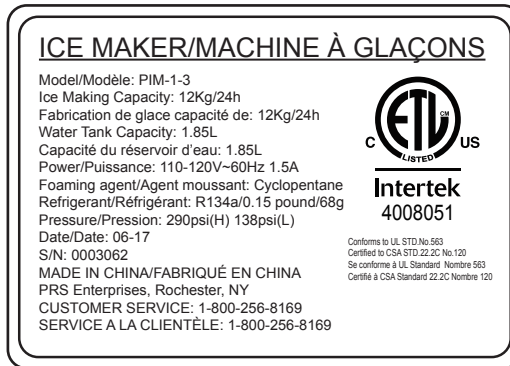 ICE MAKER/MACHINE À GLAÇONS
Model/Modèle: PIM-1-3
Ice Making Capacity: 12Kg/24h
Fabrication de glace capacité de: 12Kg/24h
Water Tank Capacity: 1.85L
Capacité du réservoir d'eau: 1.85L
Power/Puissance: 110-120V~60Hz 1.5A
Foaming agent/Agent moussant: Cyclopentane
Refrigerant/Réfrigérant: R134a/0.15 pound/68g
Pressure/Pression: 290psi(H) 138psi(L)
Date/Date: 06-17
S/N: 0003062
MADE IN CHINA/FABRIQUÉ EN CHINA
PRS Enterprises, Rochester, NY
CUSTOMER SERVICE: 1-800-256-8169
SERVICE A LA CLIENTÈLE: 1-800-256-8169
ETL CM
C US
LISTED
Intertek
4008051
Conforms to UL STD.No.563
Certified to CSA STD.22.2C No.120
Se conforme à UL Standard Nombre 563
Certifié à CSA Standard 22.2C Nombre 120